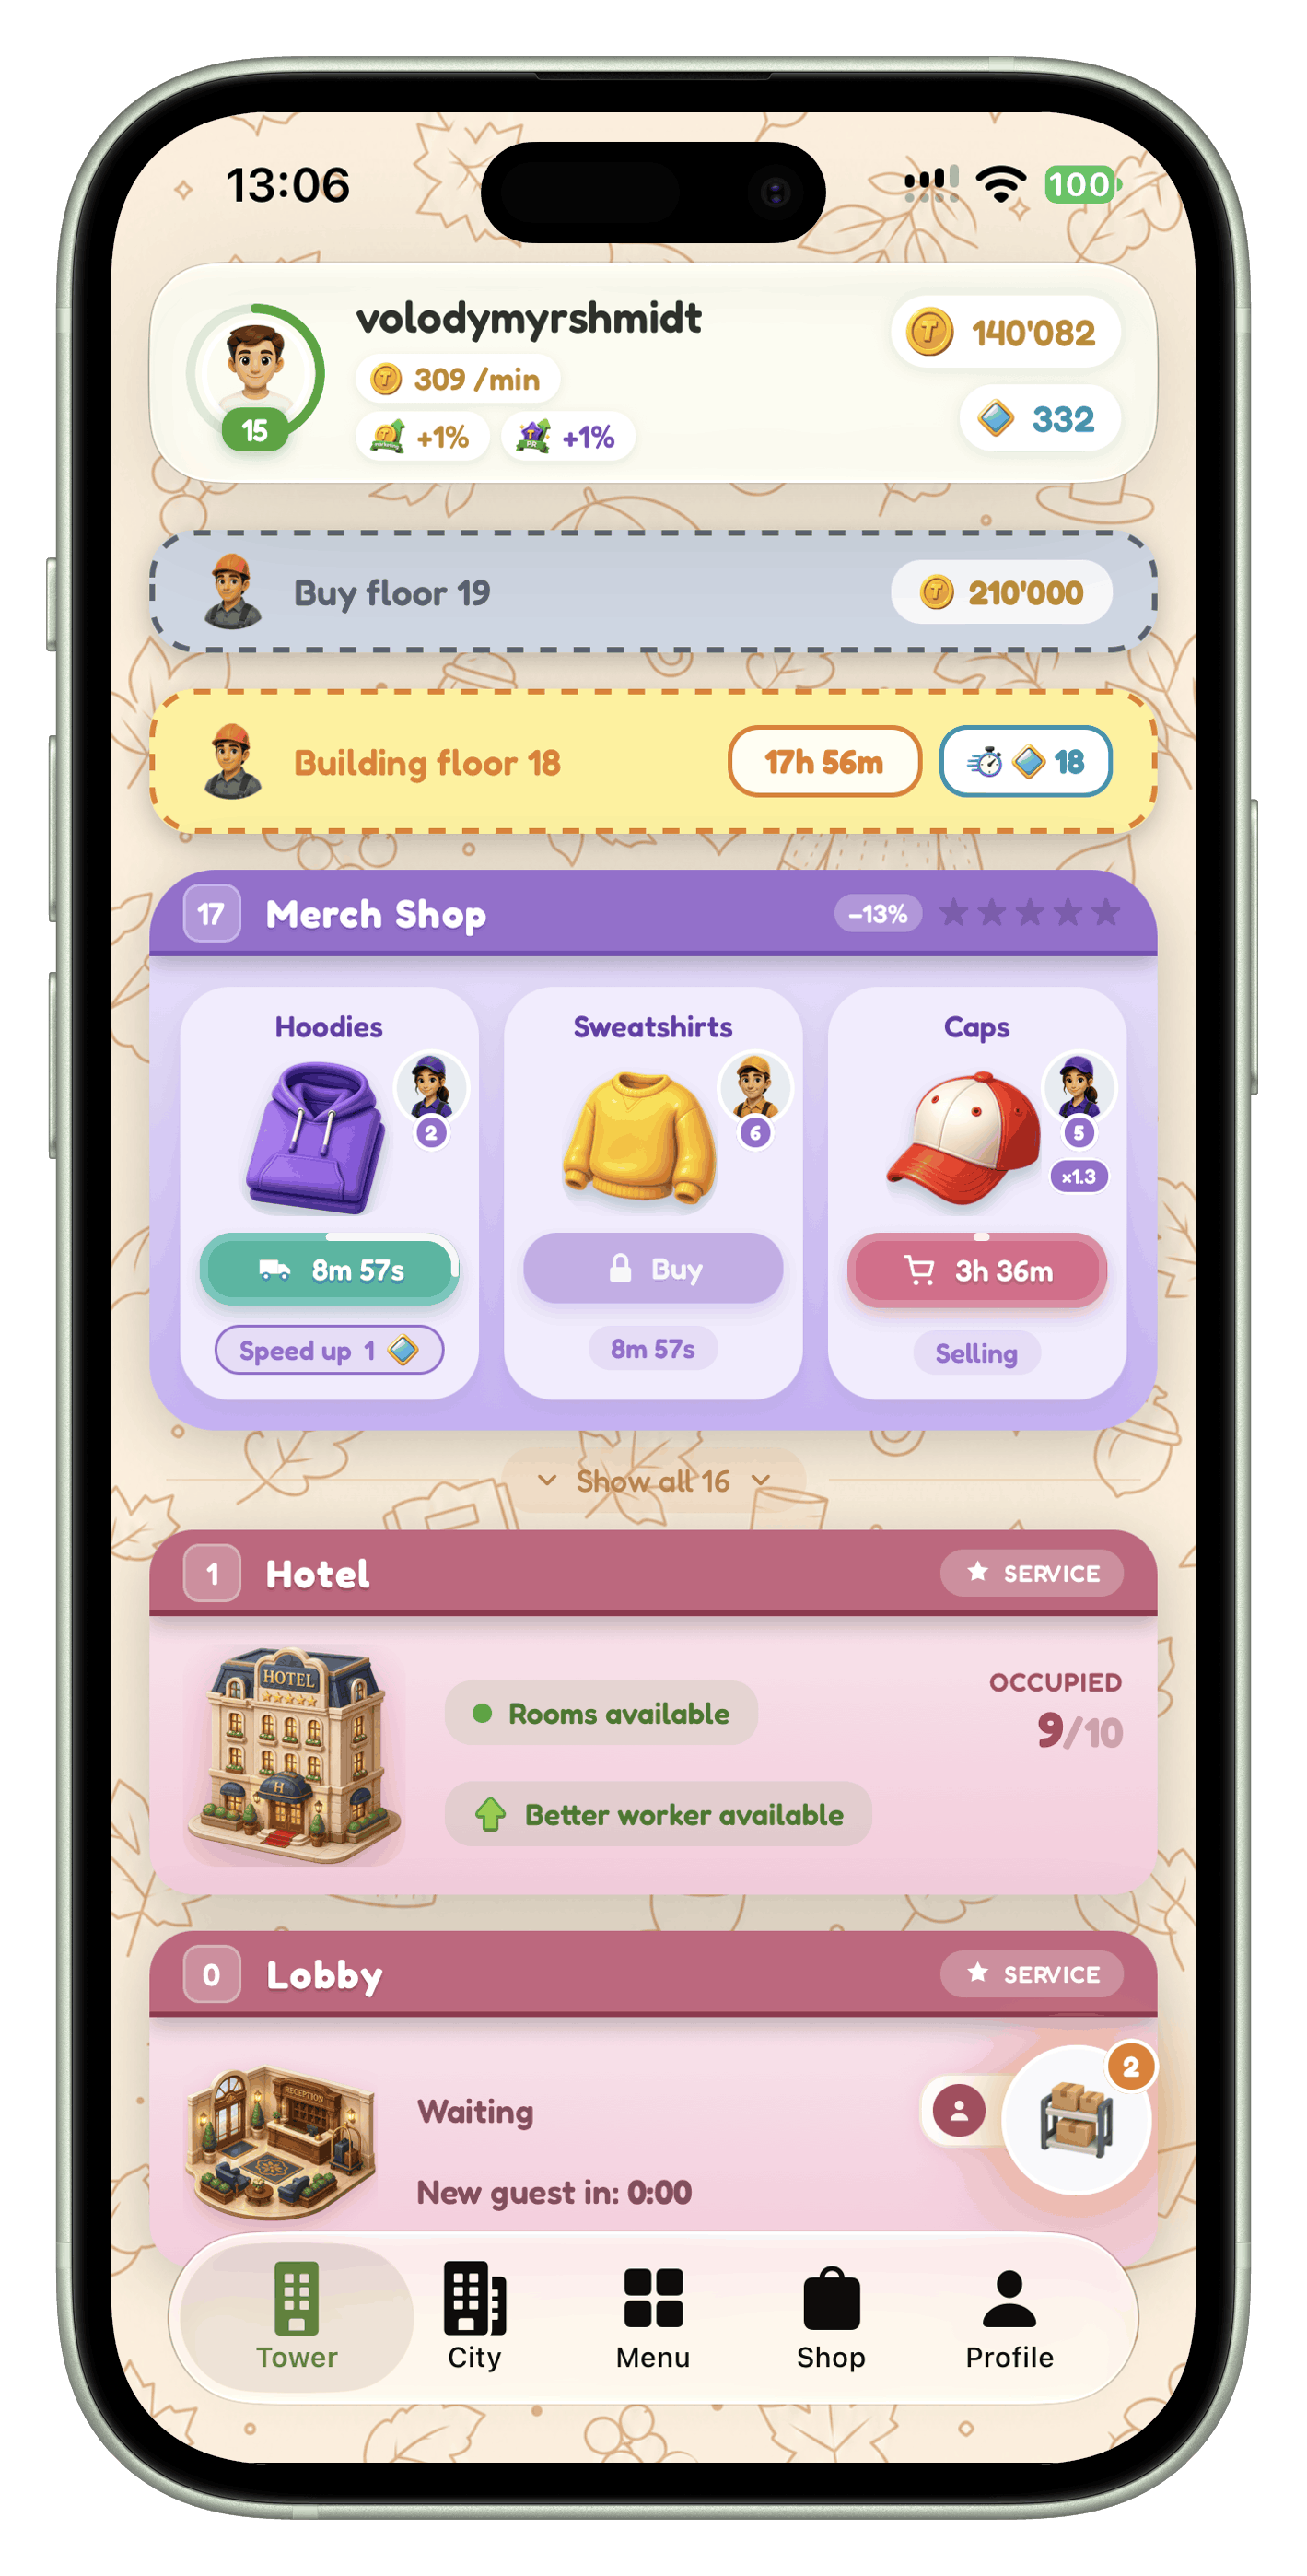 13:06
100
volodymyrshmidt
140'082
309 /min
332
+1%
+1%
15
Buy floor 19
210'000
Building floor 18
17h 56m
18
17
Merch Shop
–13%
Hoodies
Sweatshirts
Caps
2
6
5
×1.3
8m 57s
Buy
3h 36m
Speed up 1
8m 57s
Selling
Show all 16
1
Hotel
SERVICE
HOTEL
H
Rooms available
OCCUPIED
9/10
Better worker available
0
Lobby
SERVICE
RECEPTION
2
Waiting
New guest in: 0:00
Tower
City
Menu
Shop
Profile